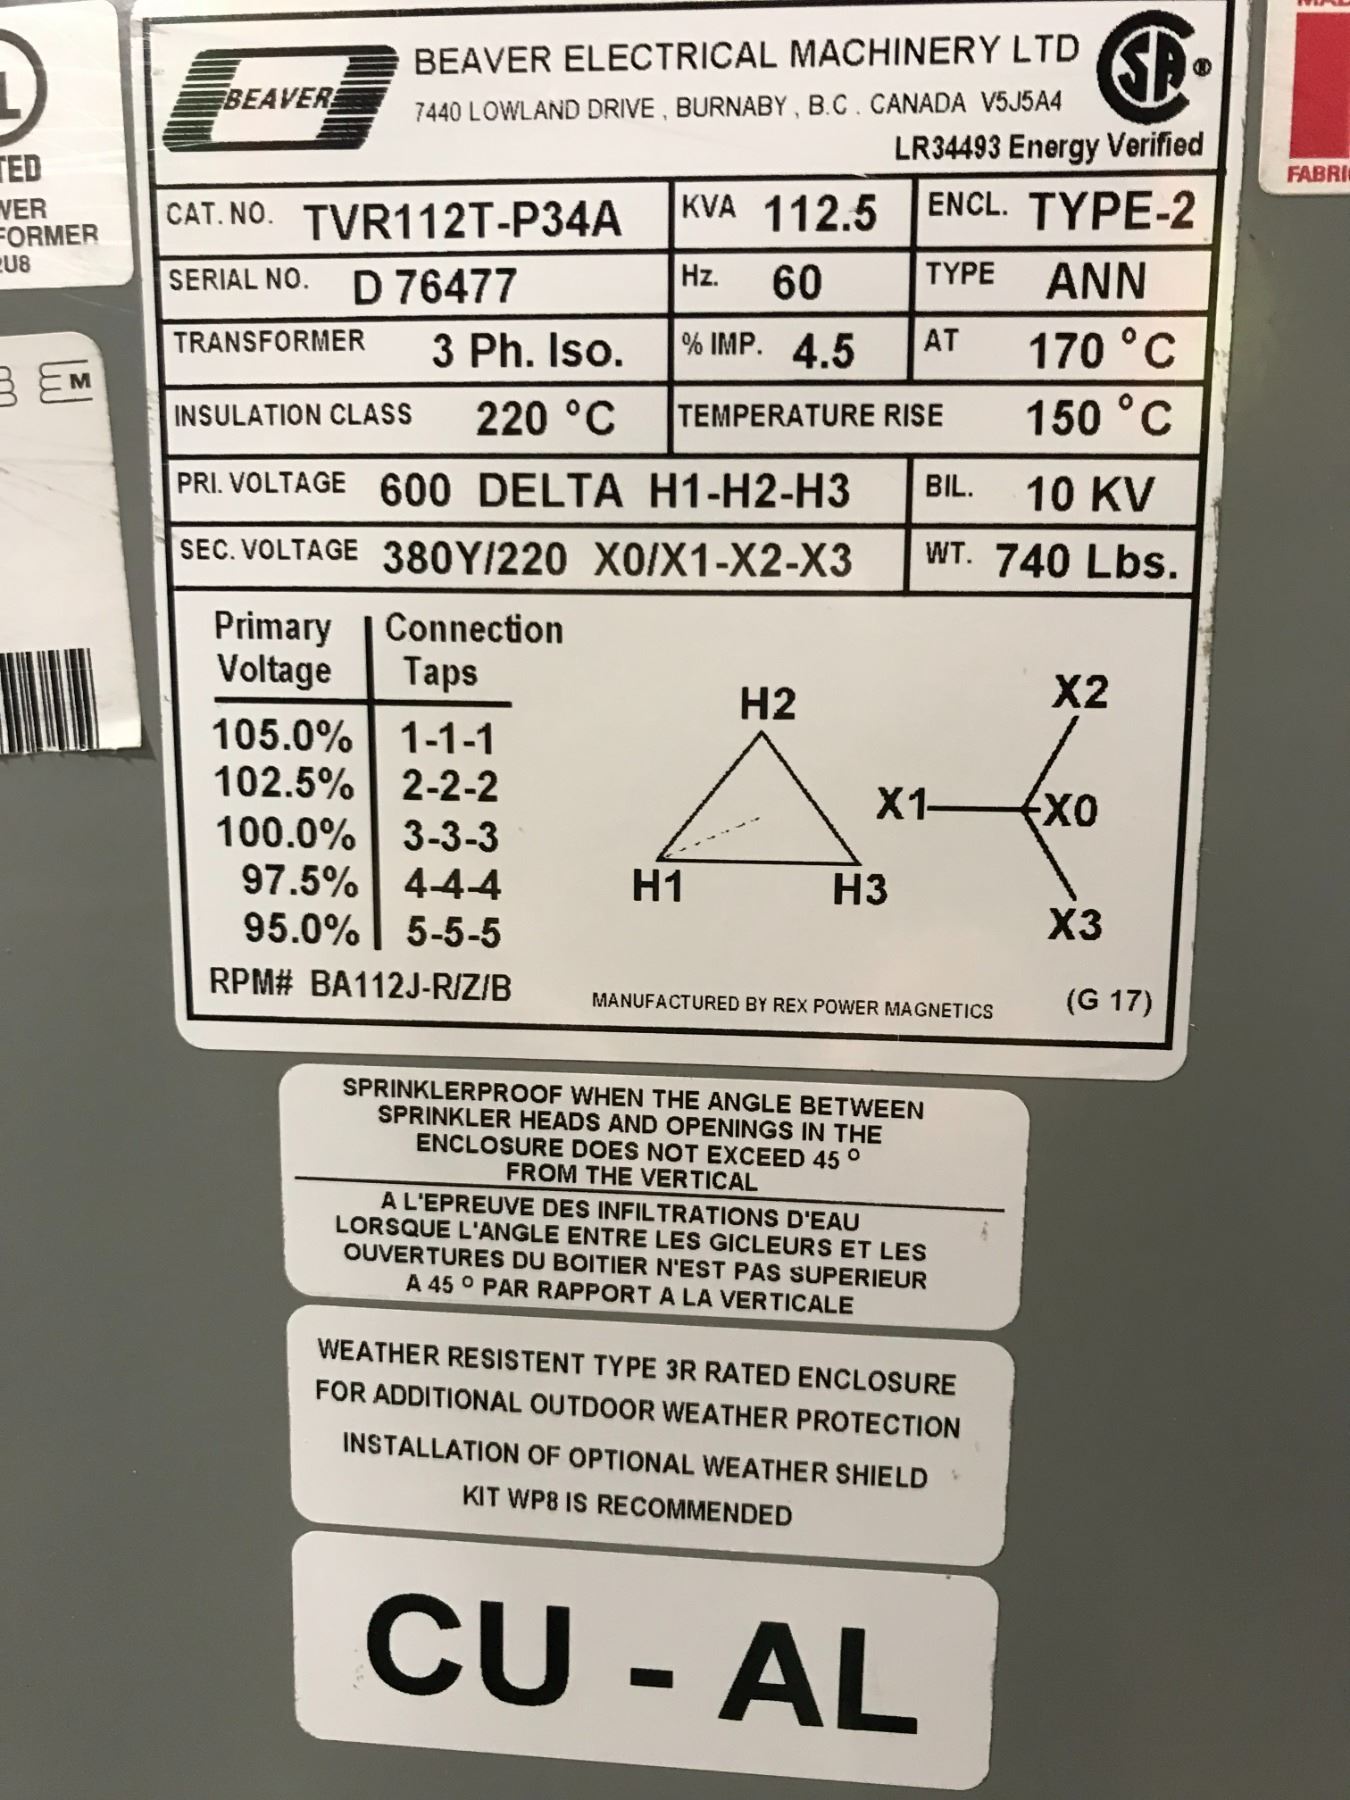 BEAVER
BEAVER ELECTRICAL MACHINERY LTD
7440 LOWLAND DRIVE, BURNABY, B.C. CANADA V5J5A4
SA ®
LR34493 Energy Verified
CAT. NO. TVR112T-P34A KVA 112.5 ENCL. TYPE-2
SERIAL NO. D 76477 Hz. 60 TYPE ANN
TRANSFORMER 3 Ph. Iso. % IMP. 4.5 AT 170 °C
INSULATION CLASS 220 °C TEMPERATURE RISE 150 °C
PRI. VOLTAGE 600 DELTA H1-H2-H3 BIL. 10 KV
SEC. VOLTAGE 380Y/220 X0/X1-X2-X3 WT. 740 Lbs.
Primary Connection
Voltage Taps
105.0% 1-1-1
102.5% 2-2-2
100.0% 3-3-3
97.5% 4-4-4
95.0% 5-5-5
H2
H1 H3
X2
X1 X0
X3
RPM# BA112J-R/Z/B
MANUFACTURED BY REX POWER MAGNETICS (G 17)
SPRINKLERPROOF WHEN THE ANGLE BETWEEN
SPRINKLER HEADS AND OPENINGS IN THE
ENCLOSURE DOES NOT EXCEED 45 °
FROM THE VERTICAL
A L'EPREUVE DES INFILTRATIONS D'EAU
LORSQUE L'ANGLE ENTRE LES GICLEURS ET LES
OUVERTURES DU BOITIER N'EST PAS SUPERIEUR
A 45 ° PAR RAPPORT A LA VERTICALE
WEATHER RESISTENT TYPE 3R RATED ENCLOSURE
FOR ADDITIONAL OUTDOOR WEATHER PROTECTION
INSTALLATION OF OPTIONAL WEATHER SHIELD
KIT WP8 IS RECOMMENDED
CU - AL